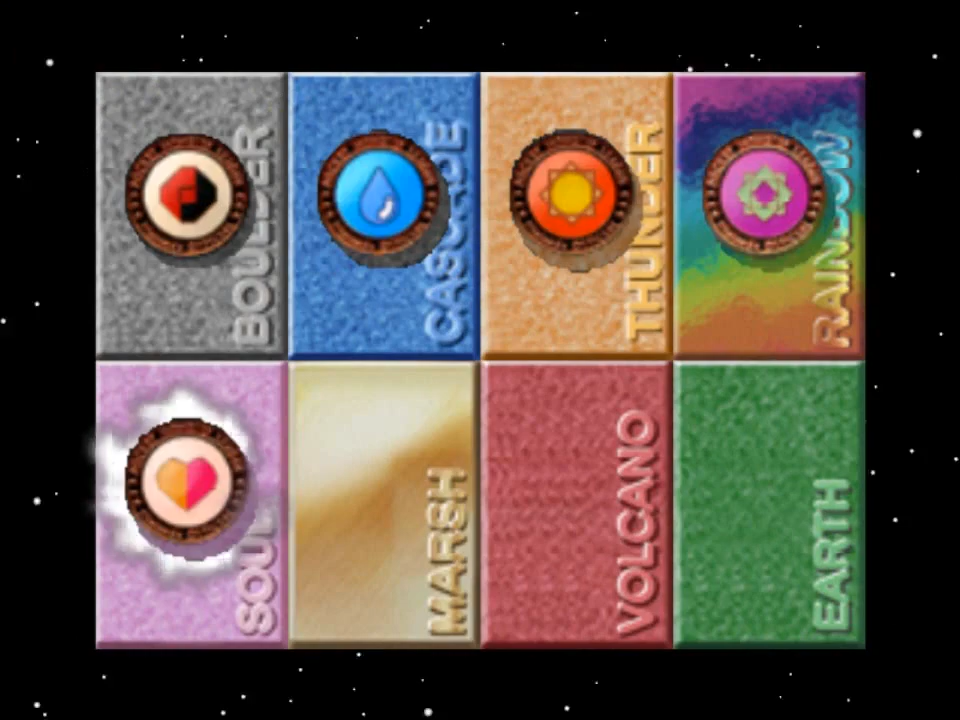 BOULDER
CASCADE
THUNDER
RAINBOW
SOUL
MARSH
VOLCANO
EARTH